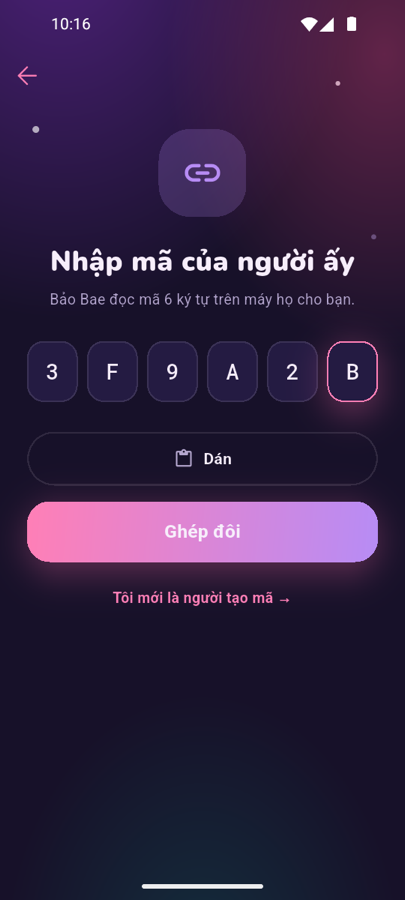 10:16
Nhập mã của người ấy
Bảo Bae đọc mã 6 ký tự trên máy họ cho bạn.
3 F 9 A 2 B
Dán
Ghép đôi
Tôi mới là người tạo mã →